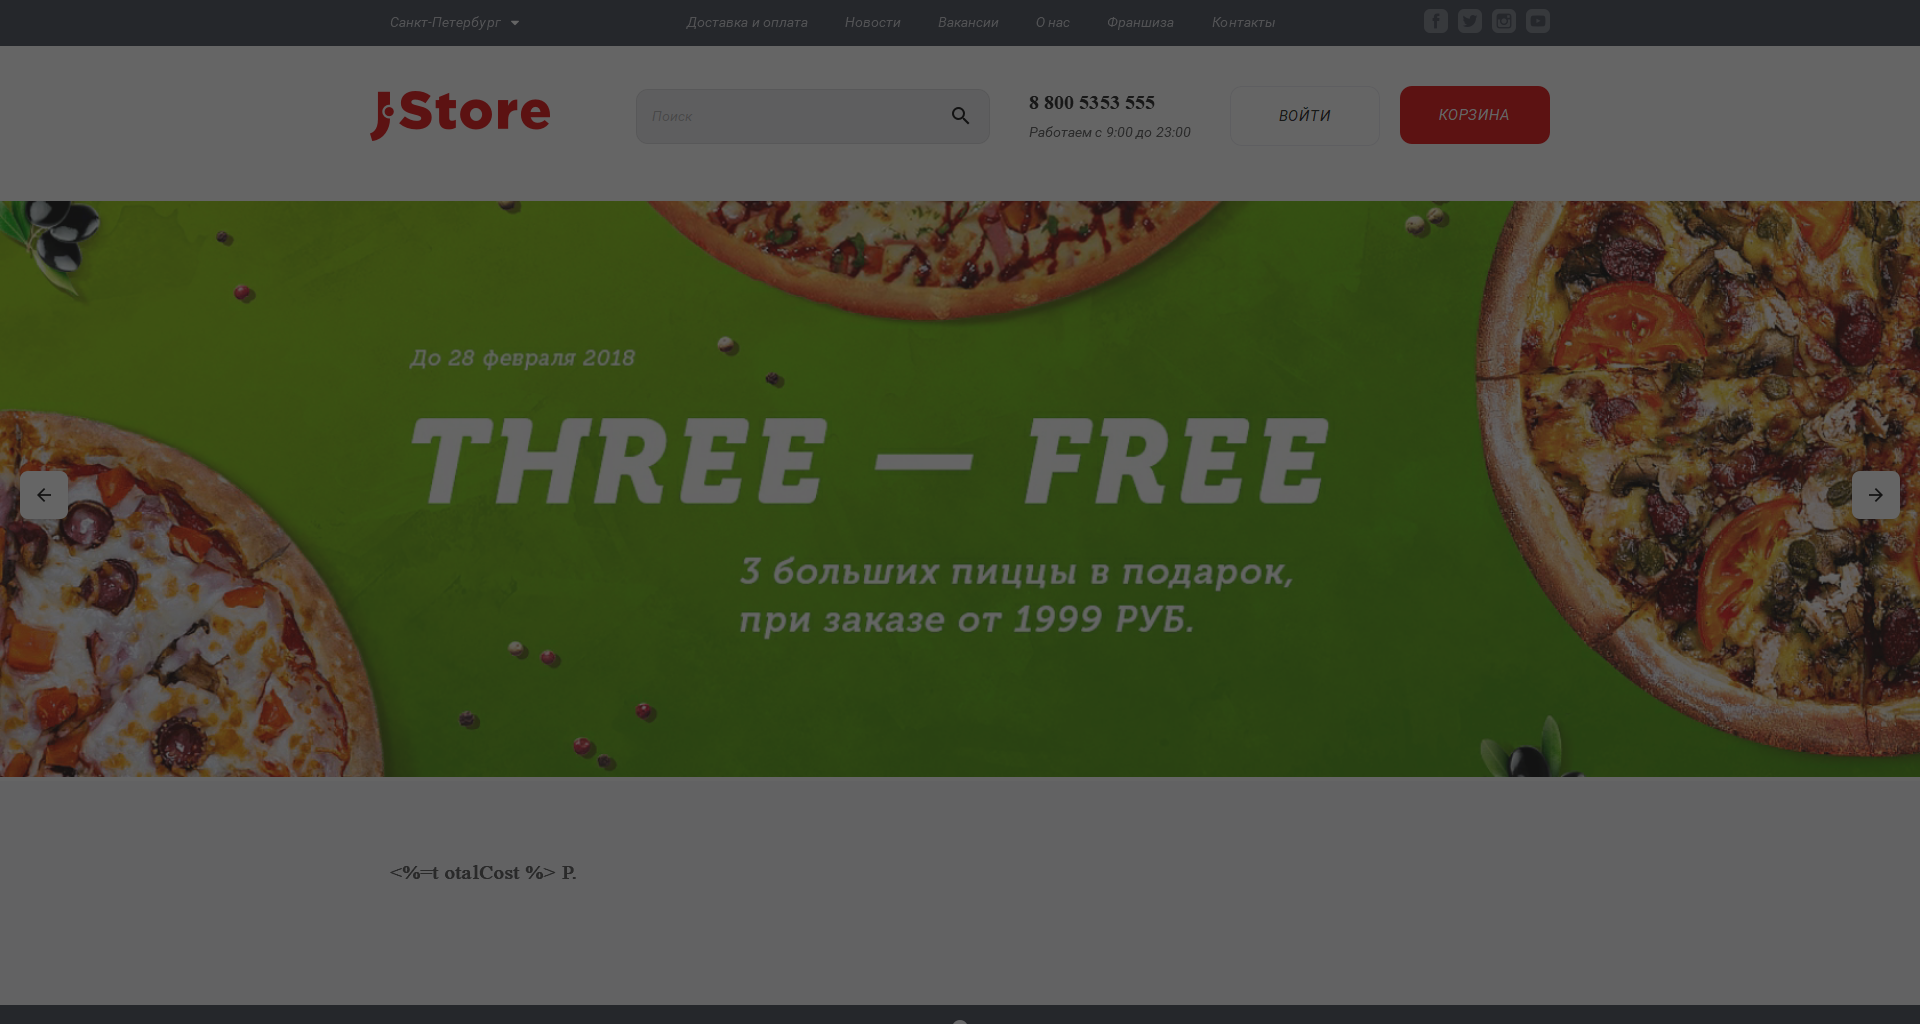 Санкт-Петербург
Доставка и оплата
Новости
Вакансии
О нас
Франшиза
Контакты
JStore
Поиск
8 800 5353 555
Работаем с 9:00 до 23:00
ВОЙТИ
КОРЗИНА
До 28 февраля 2018
THREE — FREE
3 больших пиццы в подарок,
при заказе от 1999 РУБ.
<%=t otalCost %> Р.